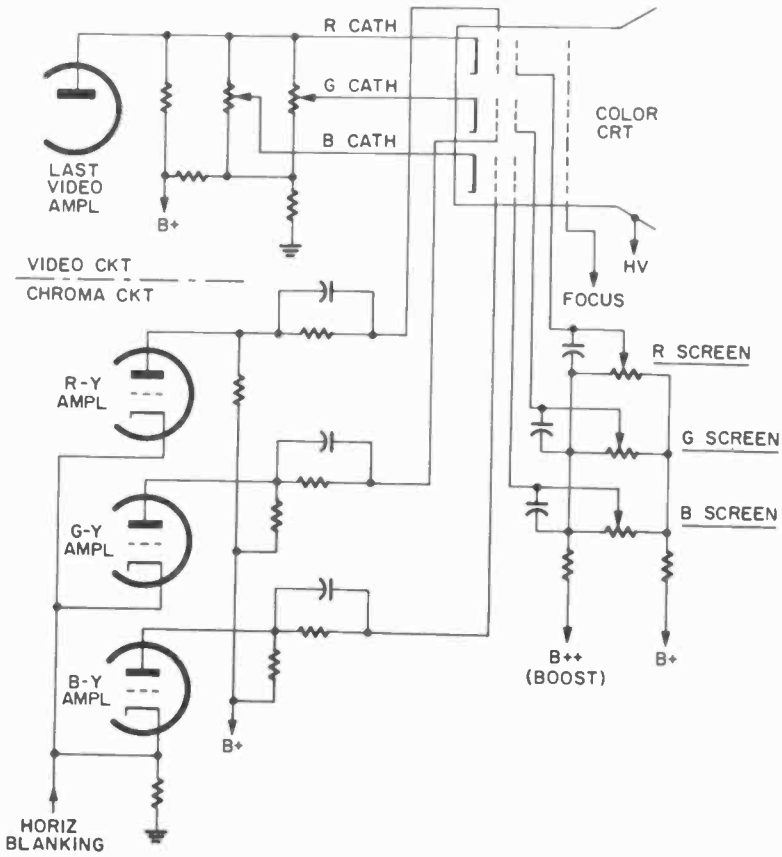 R CATH
G CATH
B CATH
COLOR
CRT
LAST
VIDEO
AMPL
B+
HV
FOCUS
VIDEO CKT
CHROMA CKT
R SCREEN
R-Y
AMPL
G SCREEN
G-Y
AMPL
B SCREEN
B-Y
AMPL
B++
(BOOST)
B+
B+
HORIZ
BLANKING